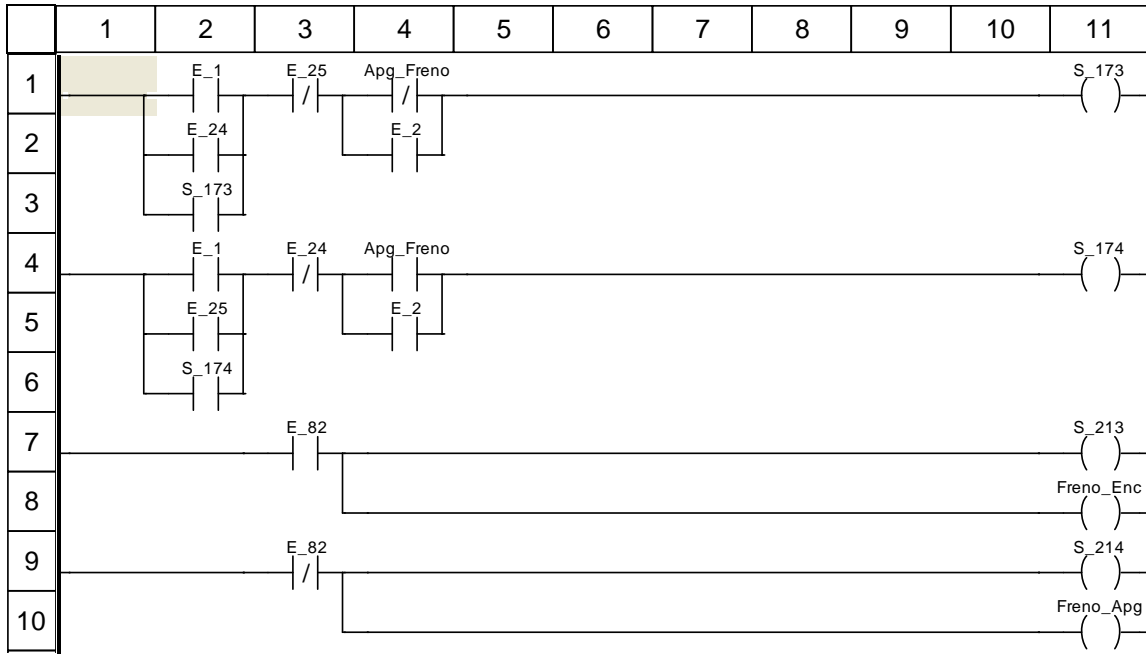 1 2 3 4 5 6 7 8 9 10 11
1
E_1 E_25 Apg_Freno S_173
2
E_24 E_2
3
S_173
4
E_1 E_24 Apg_Freno S_174
5
E_25 E_2
6
S_174
7
E_82 S_213
8
Freno_Enc
9
E_82 S_214
10
Freno_Apg